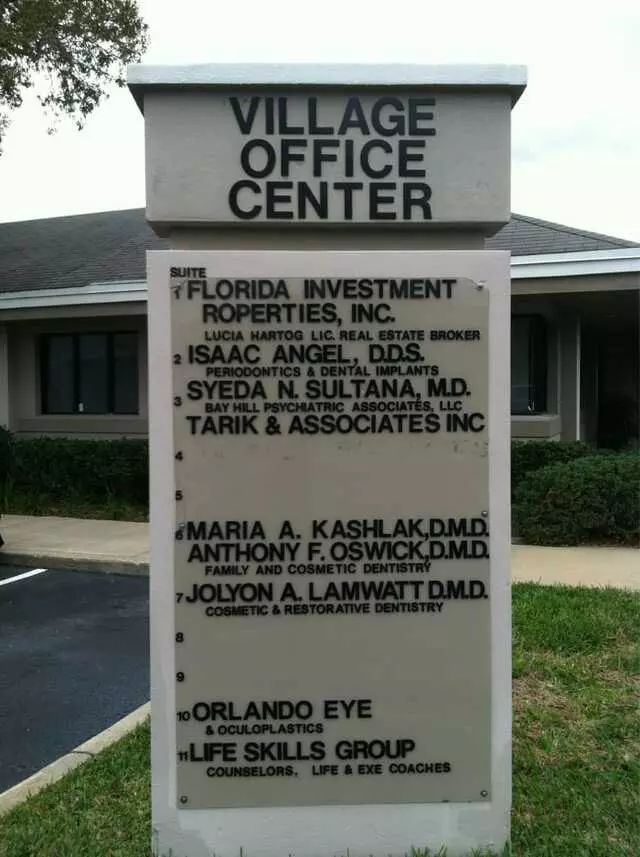 VILLAGE
OFFICE
CENTER
SUITE
1 FLORIDA INVESTMENT
ROPERTIES, INC.
LUCIA HARTOG LIC. REAL ESTATE BROKER
2 ISAAC ANGEL, D.D.S.
PERIODONTICS & DENTAL IMPLANTS
3 SYEDA N. SULTANA, M.D.
BAY HILL PSYCHIATRIC ASSOCIATES, LLC
TARIK & ASSOCIATES INC
4
5
6 MARIA A. KASHLAK, D.M.D.
ANTHONY F. OSWICK, D.M.D.
FAMILY AND COSMETIC DENTISTRY
7 JOLYON A. LAMWATT D.M.D.
COSMETIC & RESTORATIVE DENTISTRY
8
9
10 ORLANDO EYE
& OCULOPLASTICS
11 LIFE SKILLS GROUP
COUNSELORS, LIFE & EXE COACHES